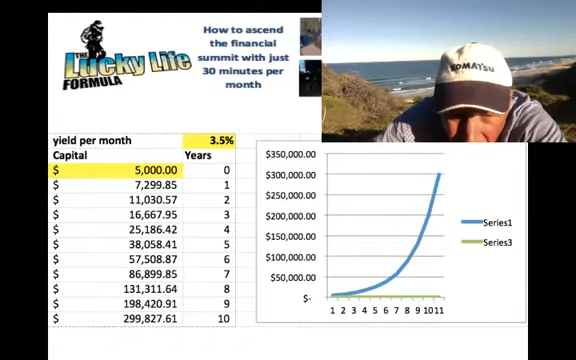 THE
Lucky Life
FORMULA
How to ascend
the financial
summit with just
30 minutes per
month
KOMATSU
yield per month 3.5%
Capital Years
$ 5,000.00 0
$ 7,299.85 1
$ 11,030.57 2
$ 16,667.95 3
$ 25,186.42 4
$ 38,058.41 5
$ 57,508.87 6
$ 86,899.85 7
$ 131,311.64 8
$ 198,420.91 9
$ 299,827.61 10
$350,000.00
$300,000.00
$250,000.00
$200,000.00
$150,000.00
$100,000.00
$50,000.00
$-
1 2 3 4 5 6 7 8 9 10 11
Series1
Series3